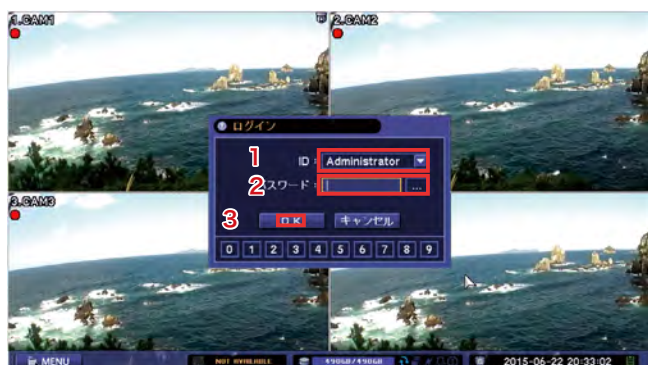 1.CAM1
2.CAM2
ログイン
1
ID : Administrator
2 スワード :
...
3
OK キャンセル
0 1 2 3 4 5 6 7 8 9
3.CAM3
MENU
NOT AVAILABLE
490GB/490GB
2015-06-22 20:33:02